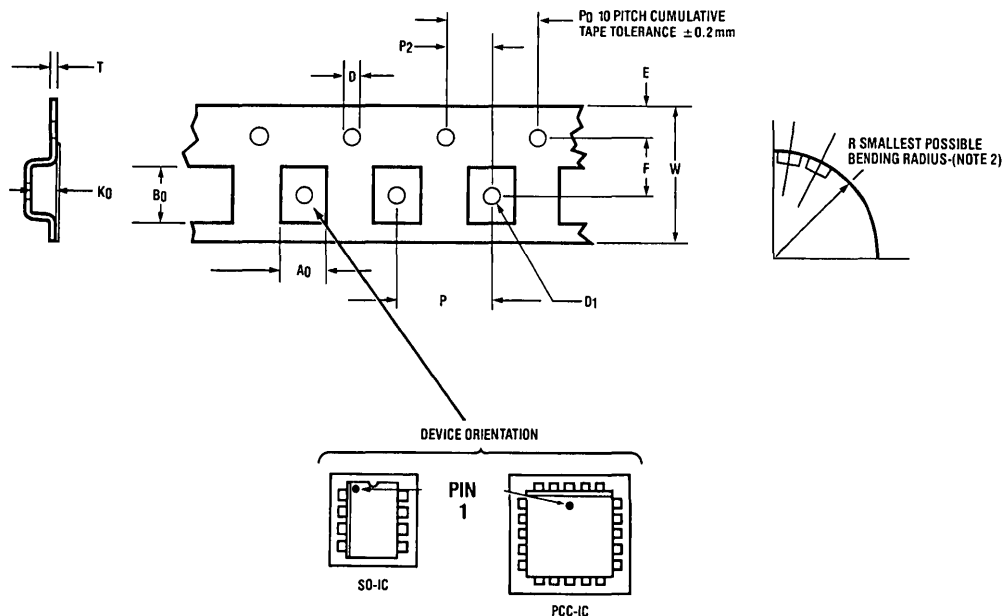 P0 10 PITCH CUMULATIVE
TAPE TOLERANCE ±0.2mm
P2
T
D
E
R SMALLEST POSSIBLE
BENDING RADIUS-(NOTE 2)
F
W
K0
B0
A0
P
D1
DEVICE ORIENTATION
PIN
1
SO-IC
PCC-IC